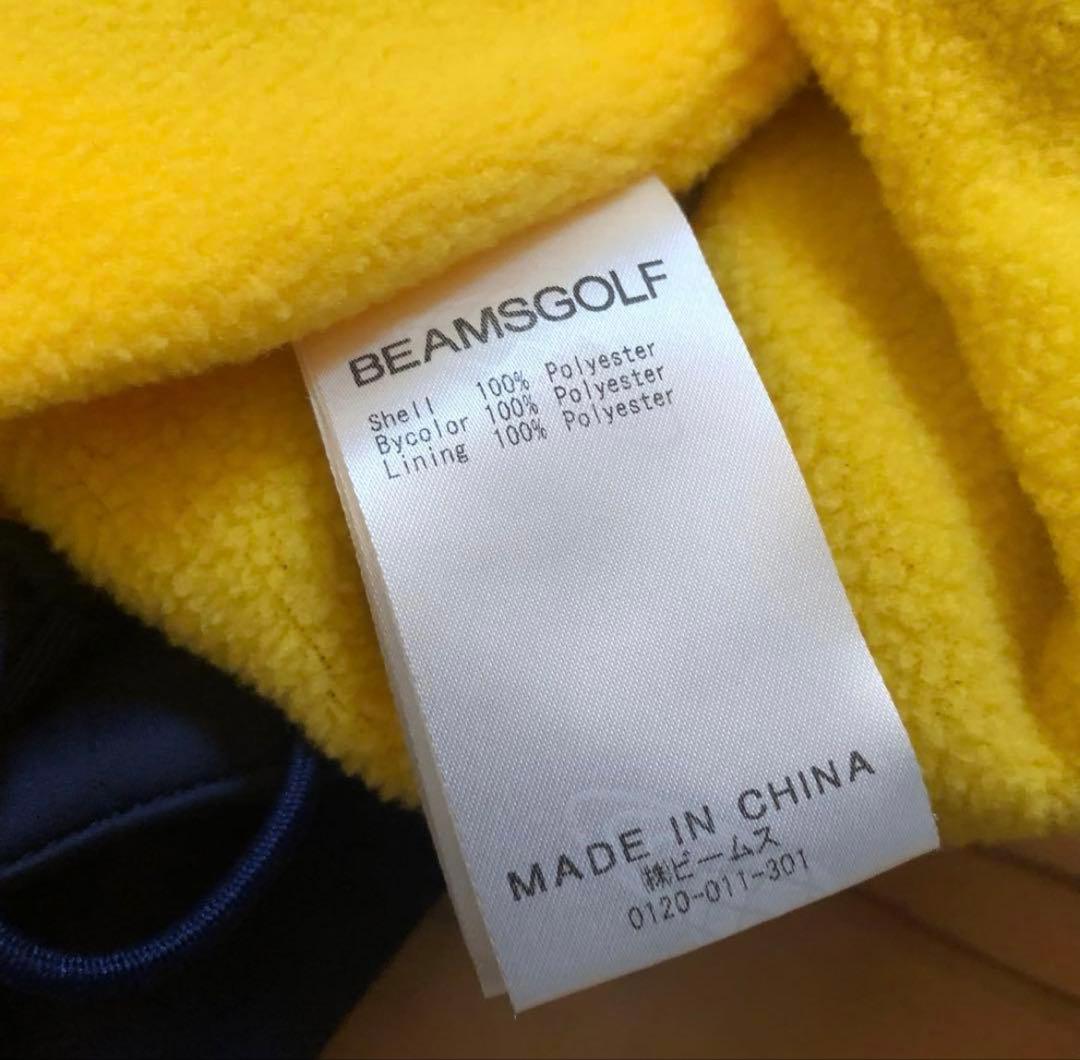 BEAMSGOLF
Shell 100% Polyester
Bycolor 100% Polyester
Lining 100% Polyester
MADE IN CHINA
㈱ビームス
0120-011-301